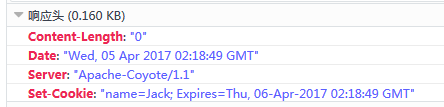 响应头 (0.160 KB)
Content-Length: "0"
Date: "Wed, 05 Apr 2017 02:18:49 GMT"
Server: "Apache-Coyote/1.1"
Set-Cookie: "name=Jack; Expires=Thu, 06-Apr-2017 02:18:49 GMT"